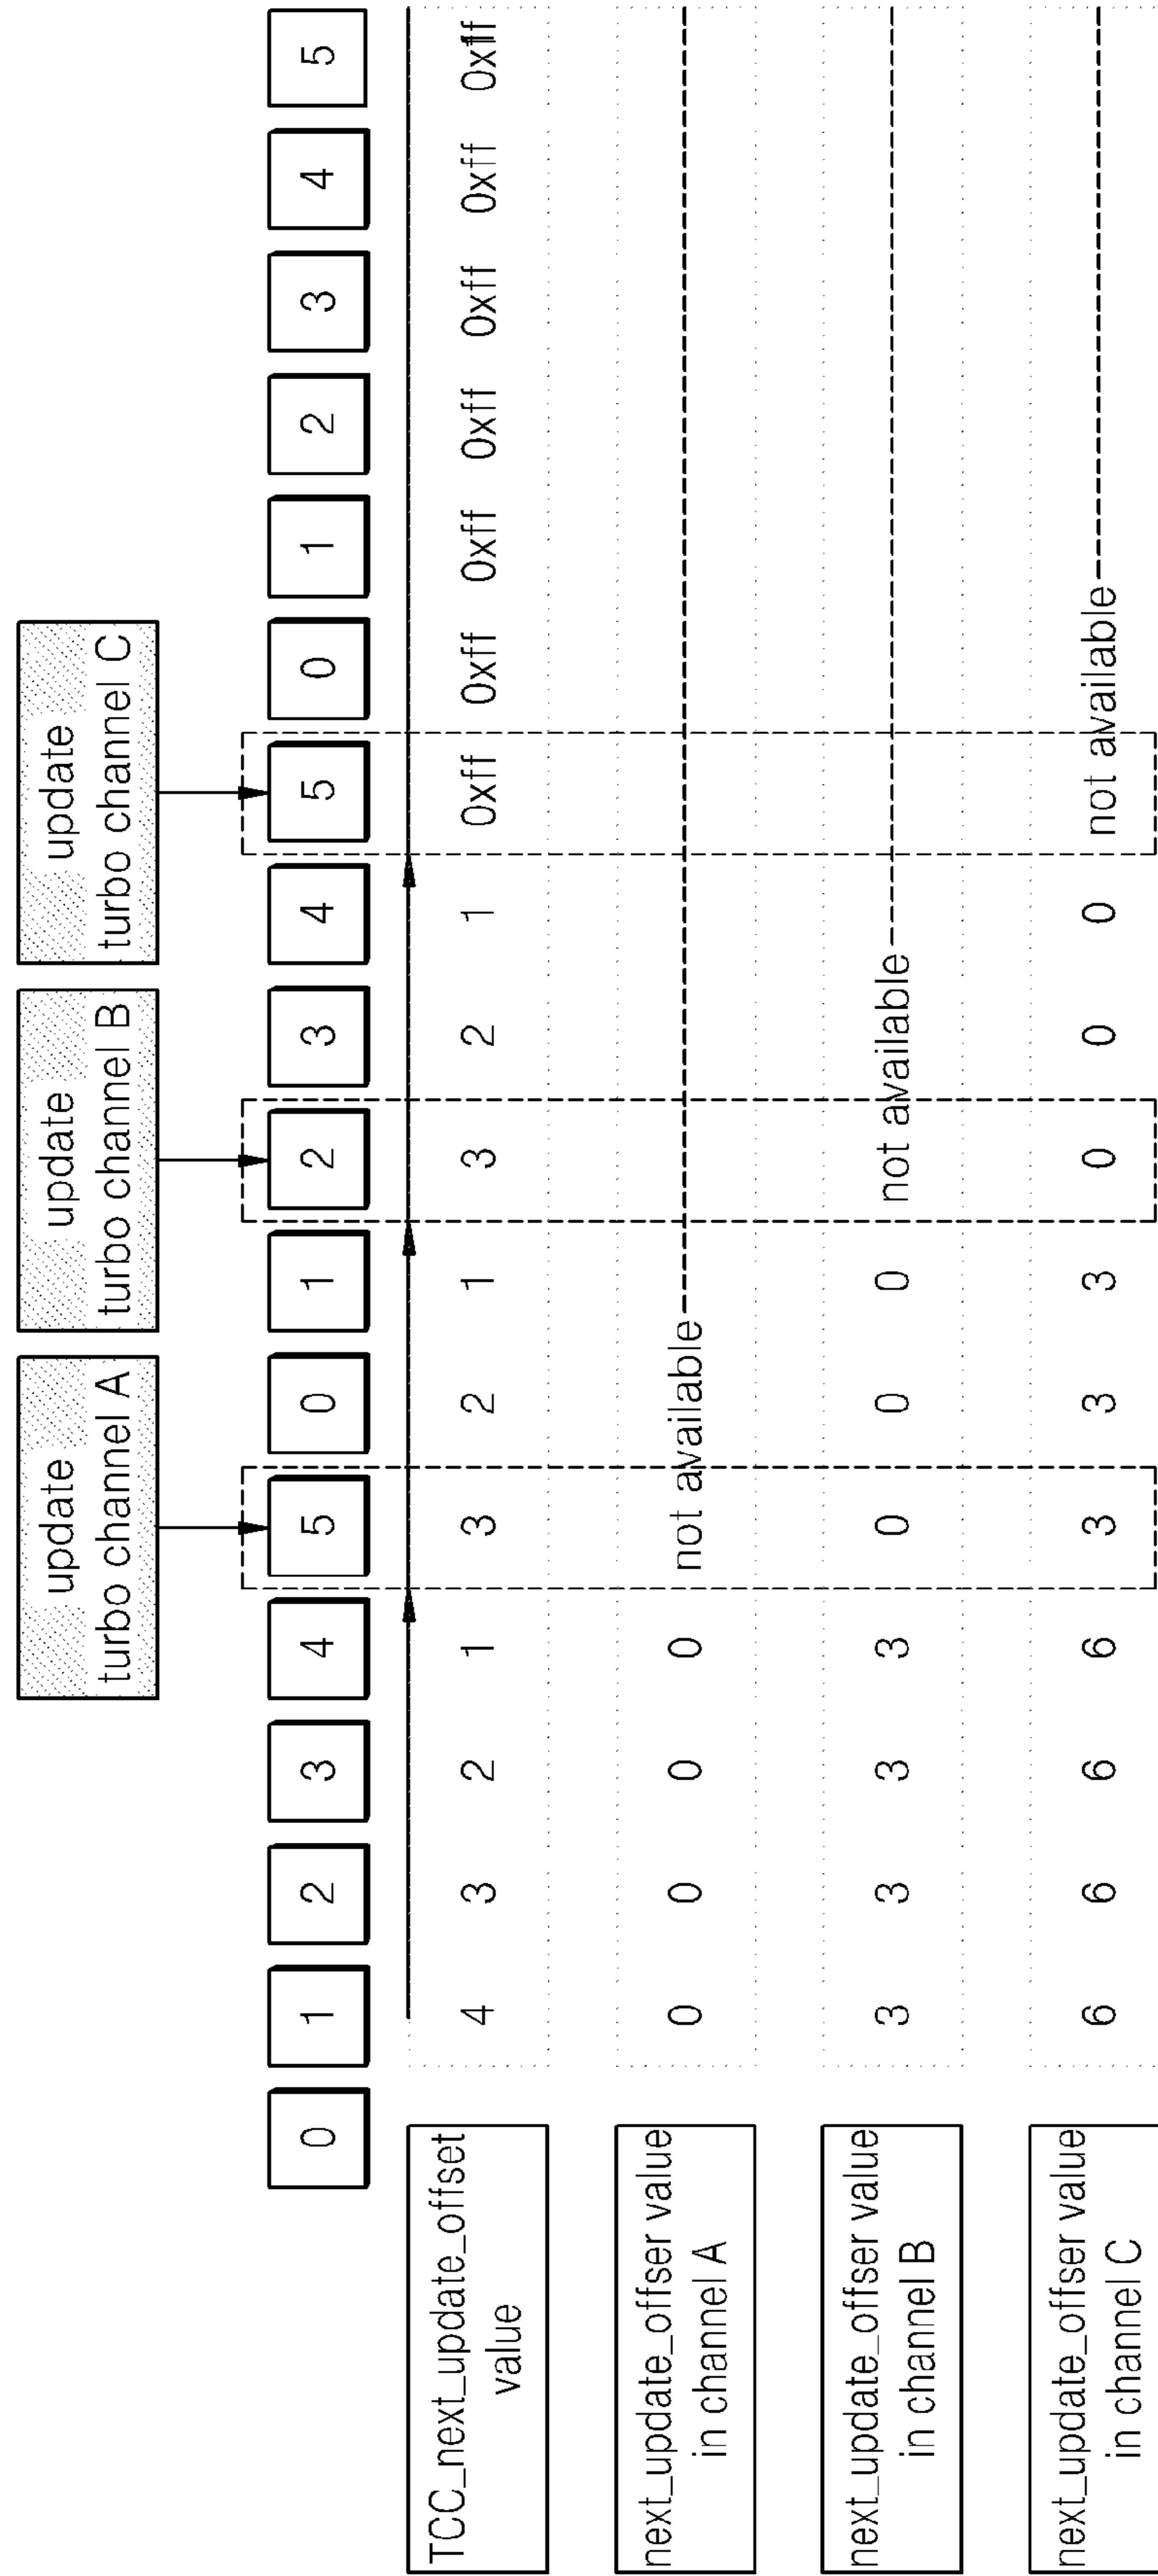 update
turbo channel A
update
turbo channel B
update
turbo channel C
0 1 2 3 4 5 0 1 2 3 4 5 0 1 2 3 4 5
TCC_next_update_offset
value
4 3 2 1 3 2 1 3 2 1 0xff 0xff 0xff 0xff 0xff 0xff 0xff
next_update_offser value
in channel A
0 0 0 0 not available
next_update_offser value
in channel B
3 3 3 3 0 0 0 not available
next_update_offser value
in channel C
6 6 6 6 3 3 3 0 0 0 not available